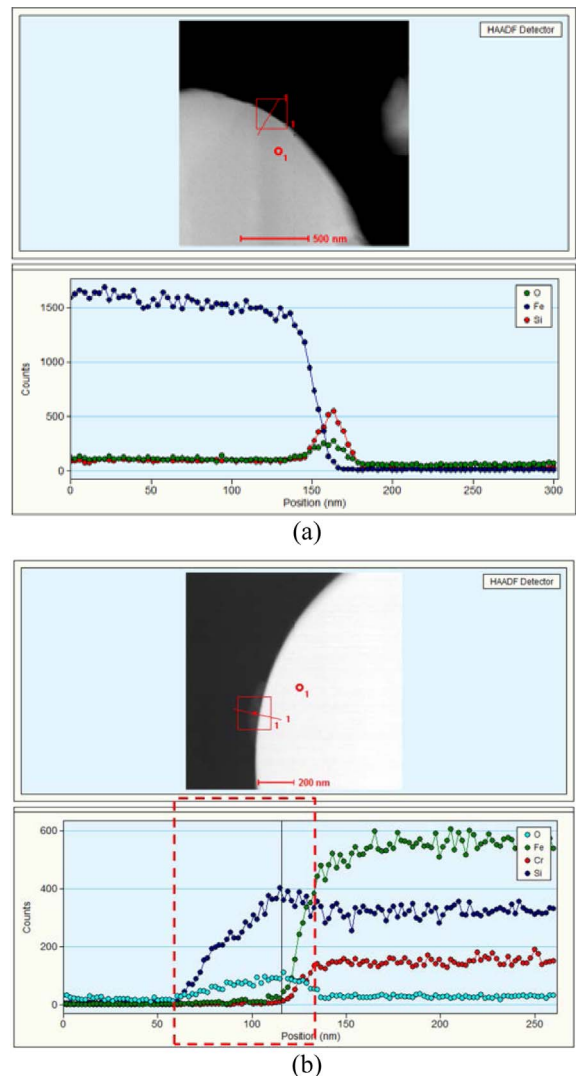 HAADF Detector
1
1
1
500 nm
1500
1000
500
0
Counts
O
Fe
Si
0 50 100 150 200 250 300
Position (nm)
(a)
HAADF Detector
1
1
1
200 nm
600
400
200
0
Counts
O
Fe
Cr
Si
0 50 100 150 200 250
Position (nm)
(b)